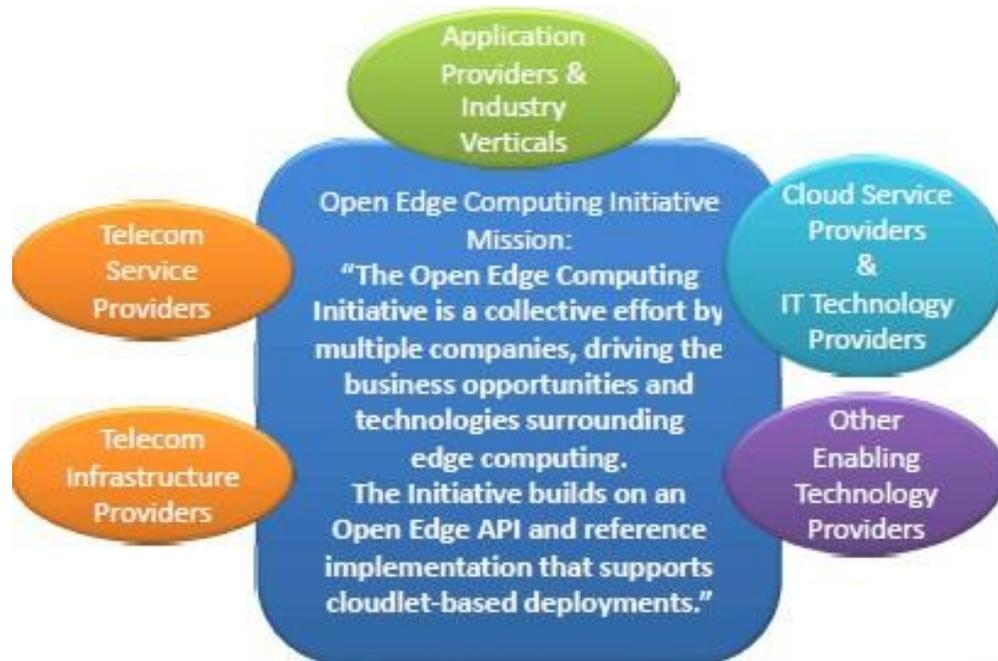 Application
Providers &
Industry
Verticals
Open Edge Computing Initiative
Mission:
“The Open Edge Computing
Initiative is a collective effort by
multiple companies, driving the
business opportunities and
technologies surrounding
edge computing.
The Initiative builds on an
Open Edge API and reference
implementation that supports
cloudlet-based deployments.”
Telecom
Service
Providers
Telecom
Infrastructure
Providers
Cloud Service
Providers
&
IT Technology
Providers
Other
Enabling
Technology
Providers